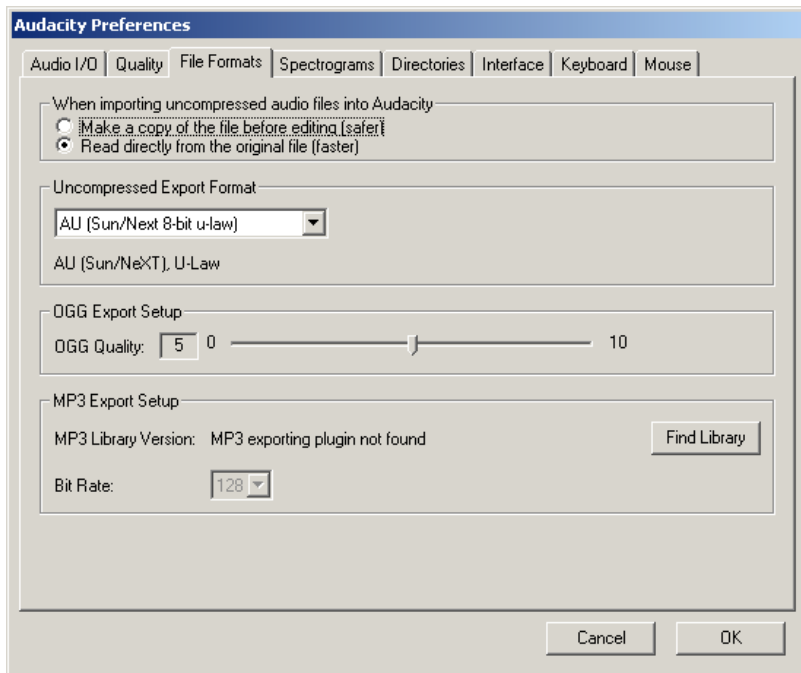 Audacity Preferences
Audio I/O Quality File Formats Spectrograms Directories Interface Keyboard Mouse
When importing uncompressed audio files into Audacity
Make a copy of the file before editing (safer)
Read directly from the original file (faster)
Uncompressed Export Format
AU (Sun/Next 8-bit u-law)
AU (Sun/NeXT), U-Law
OGG Export Setup
OGG Quality: 5 0 10
MP3 Export Setup
MP3 Library Version: MP3 exporting plugin not found Find Library
Bit Rate: 128
Cancel OK